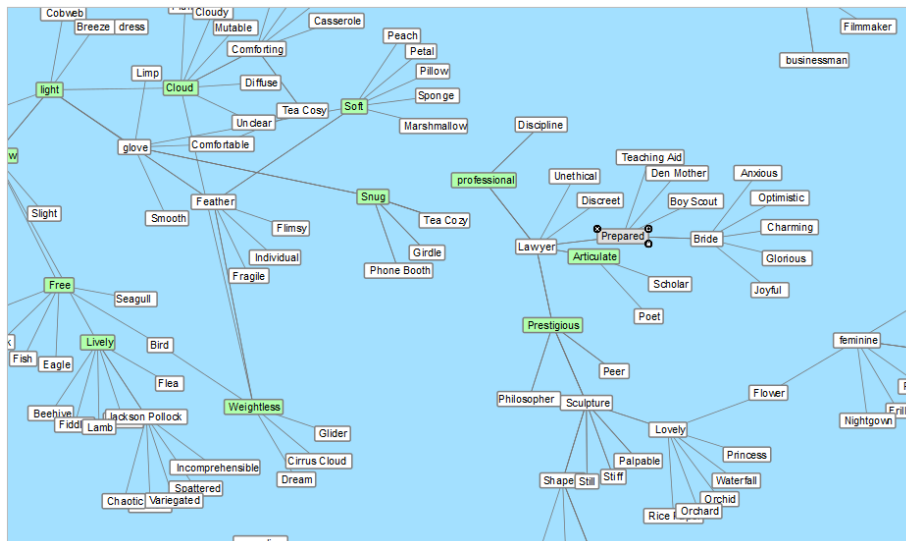 Cobweb
Cloudy
Casserole
Filmmaker
Breeze
dress
Mutable
Comforting
Peach
Petal
businessman
Limp
Pillow
light
Cloud
Diffuse
Sponge
Tea Cosy
Soft
Unclear
Marshmallow
Discipline
glove
Comfortable
Teaching Aid
professional
Unethical
Den Mother
Anxious
Snug
Feather
Discreet
Boy Scout
Optimistic
Slight
Smooth
Tea Cozy
Flimsy
Prepared
Bride
Charming
Lawyer
Girdle
Articulate
Individual
Glorious
Phone Booth
Fragile
Free
Scholar
Joyful
Seagull
Poet
Prestigious
Lively
Bird
feminine
Fish
Eagle
Peer
Flea
Flower
Philosopher
Sculpture
Weightless
Beehive
Jackson Pollock
Lamb
Nightgown
Glider
Lovely
Princess
Cirrus Cloud
Palpable
Incomprehensible
Stiff
Still
Dream
Waterfall
Spattered
Chaotic
Variegated
Orchid
Orchard